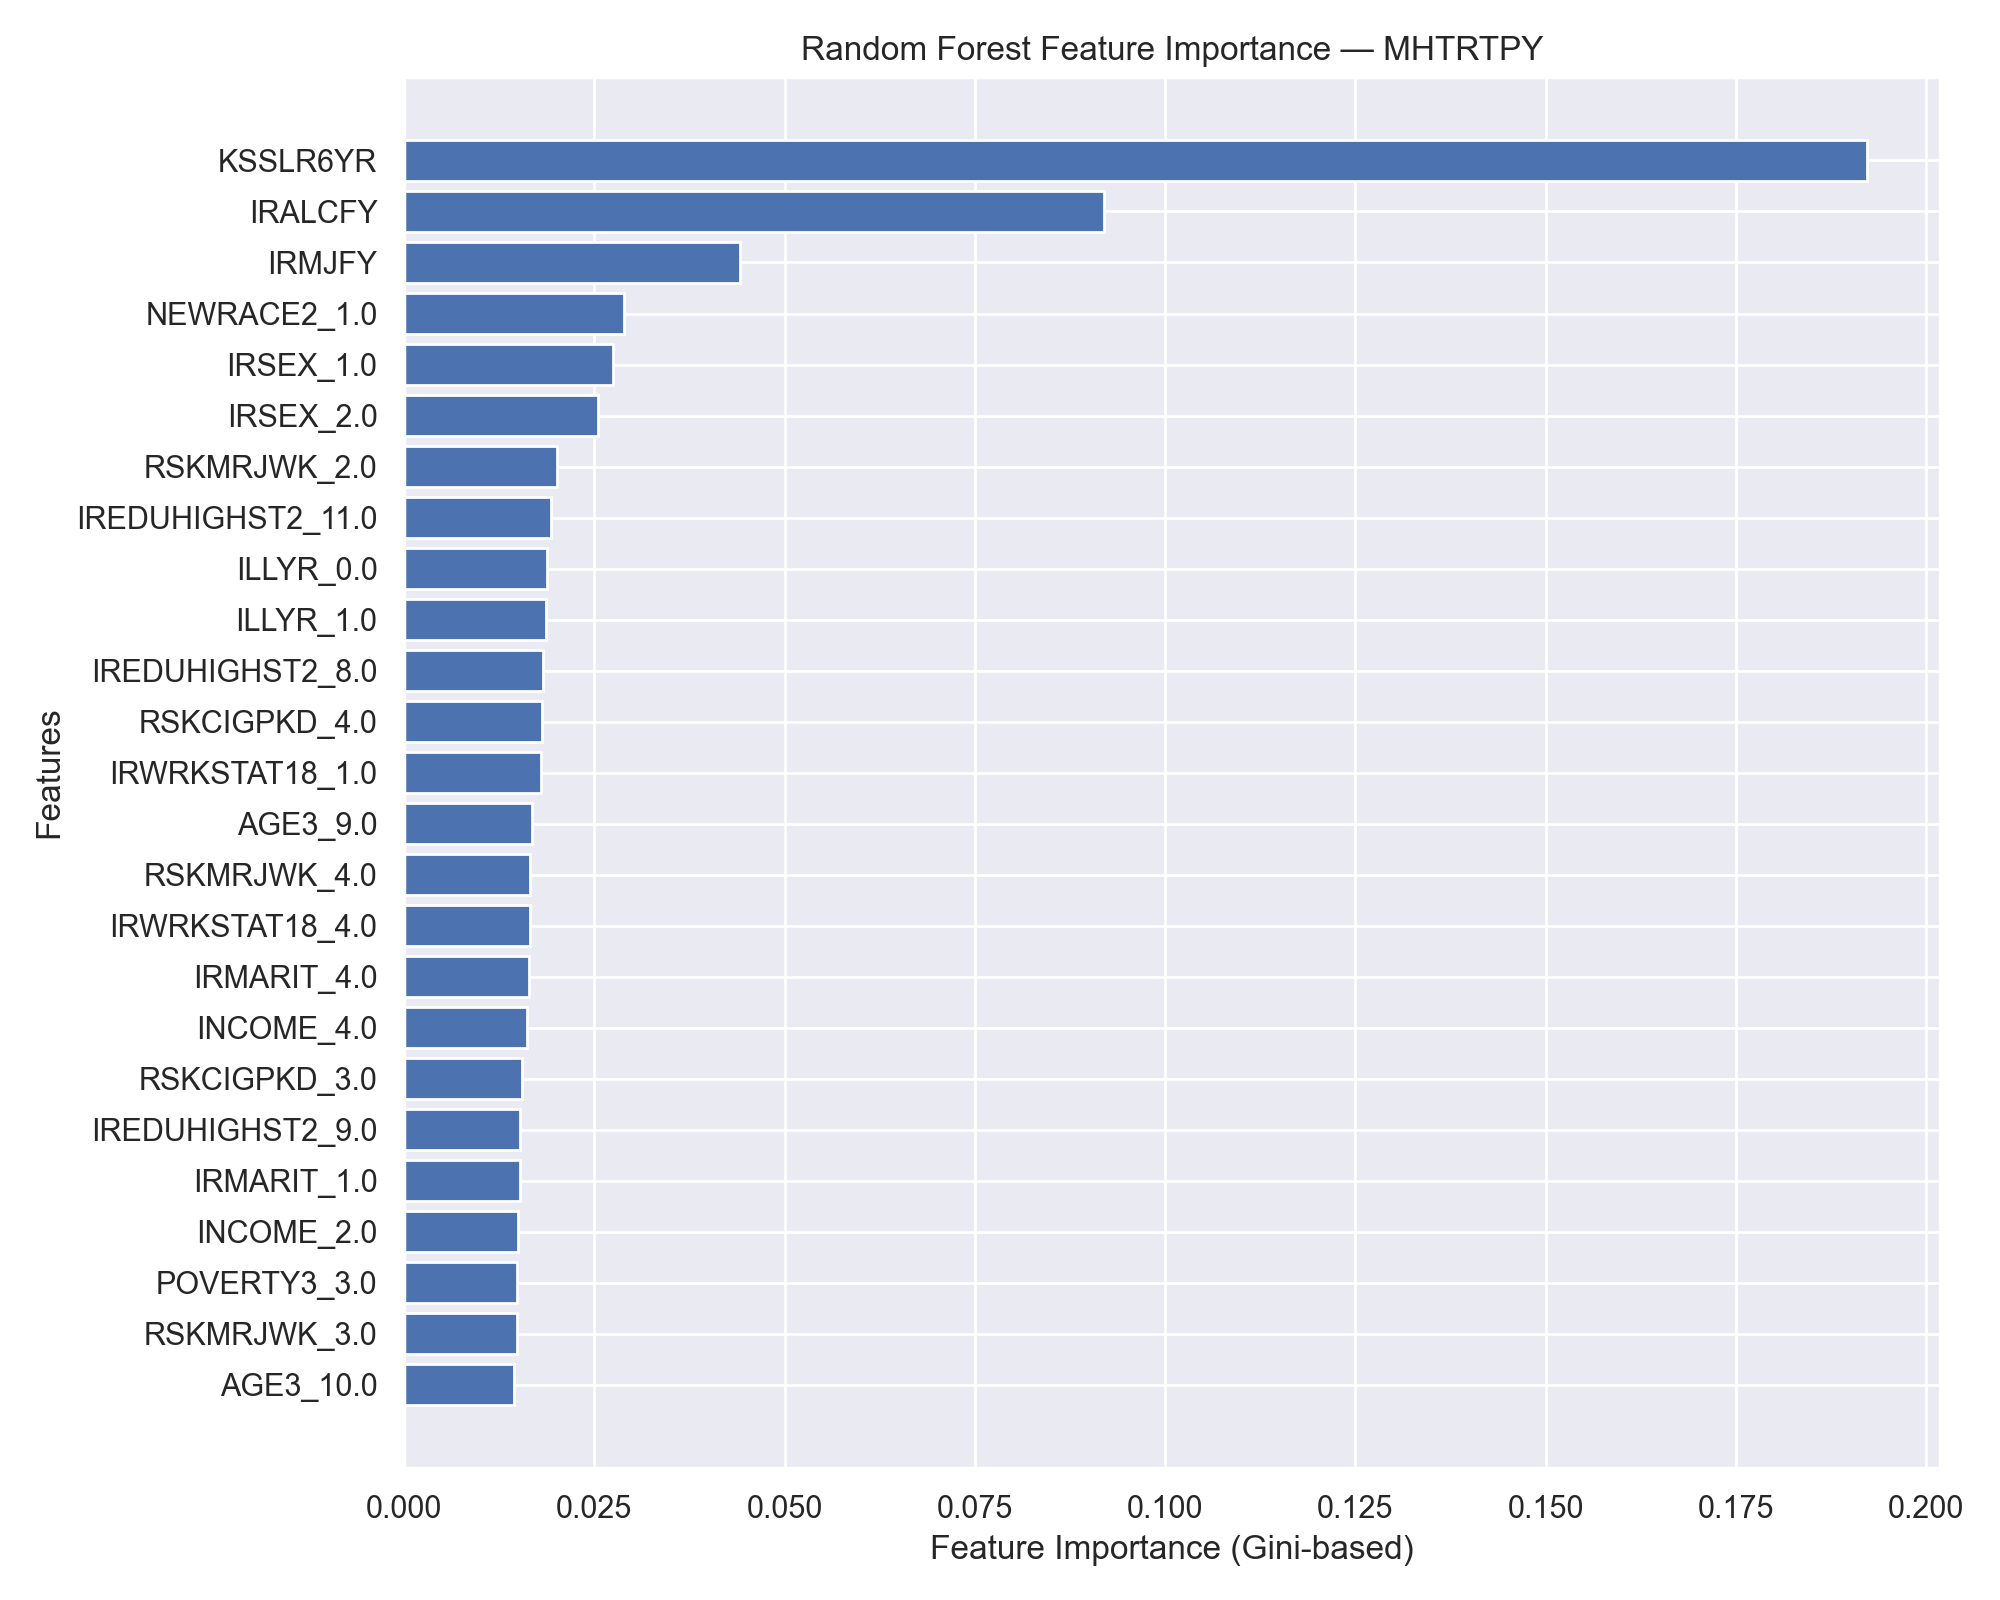 Random Forest Feature Importance — MHTRTPY
KSSLR6YR
IRALCFY
IRMJFY
NEWRACE2_1.0
IRSEX_1.0
IRSEX_2.0
RSKMRJWK_2.0
IREDUHIGHST2_11.0
ILLYR_0.0
ILLYR_1.0
IREDUHIGHST2_8.0
RSKCIGPKD_4.0
IRWRKSTAT18_1.0
AGE3_9.0
RSKMRJWK_4.0
IRWRKSTAT18_4.0
IRMARIT_4.0
INCOME_4.0
RSKCIGPKD_3.0
IREDUHIGHST2_9.0
IRMARIT_1.0
INCOME_2.0
POVERTY3_3.0
RSKMRJWK_3.0
AGE3_10.0
Features
0.000 0.025 0.050 0.075 0.100 0.125 0.150 0.175 0.200
Feature Importance (Gini-based)